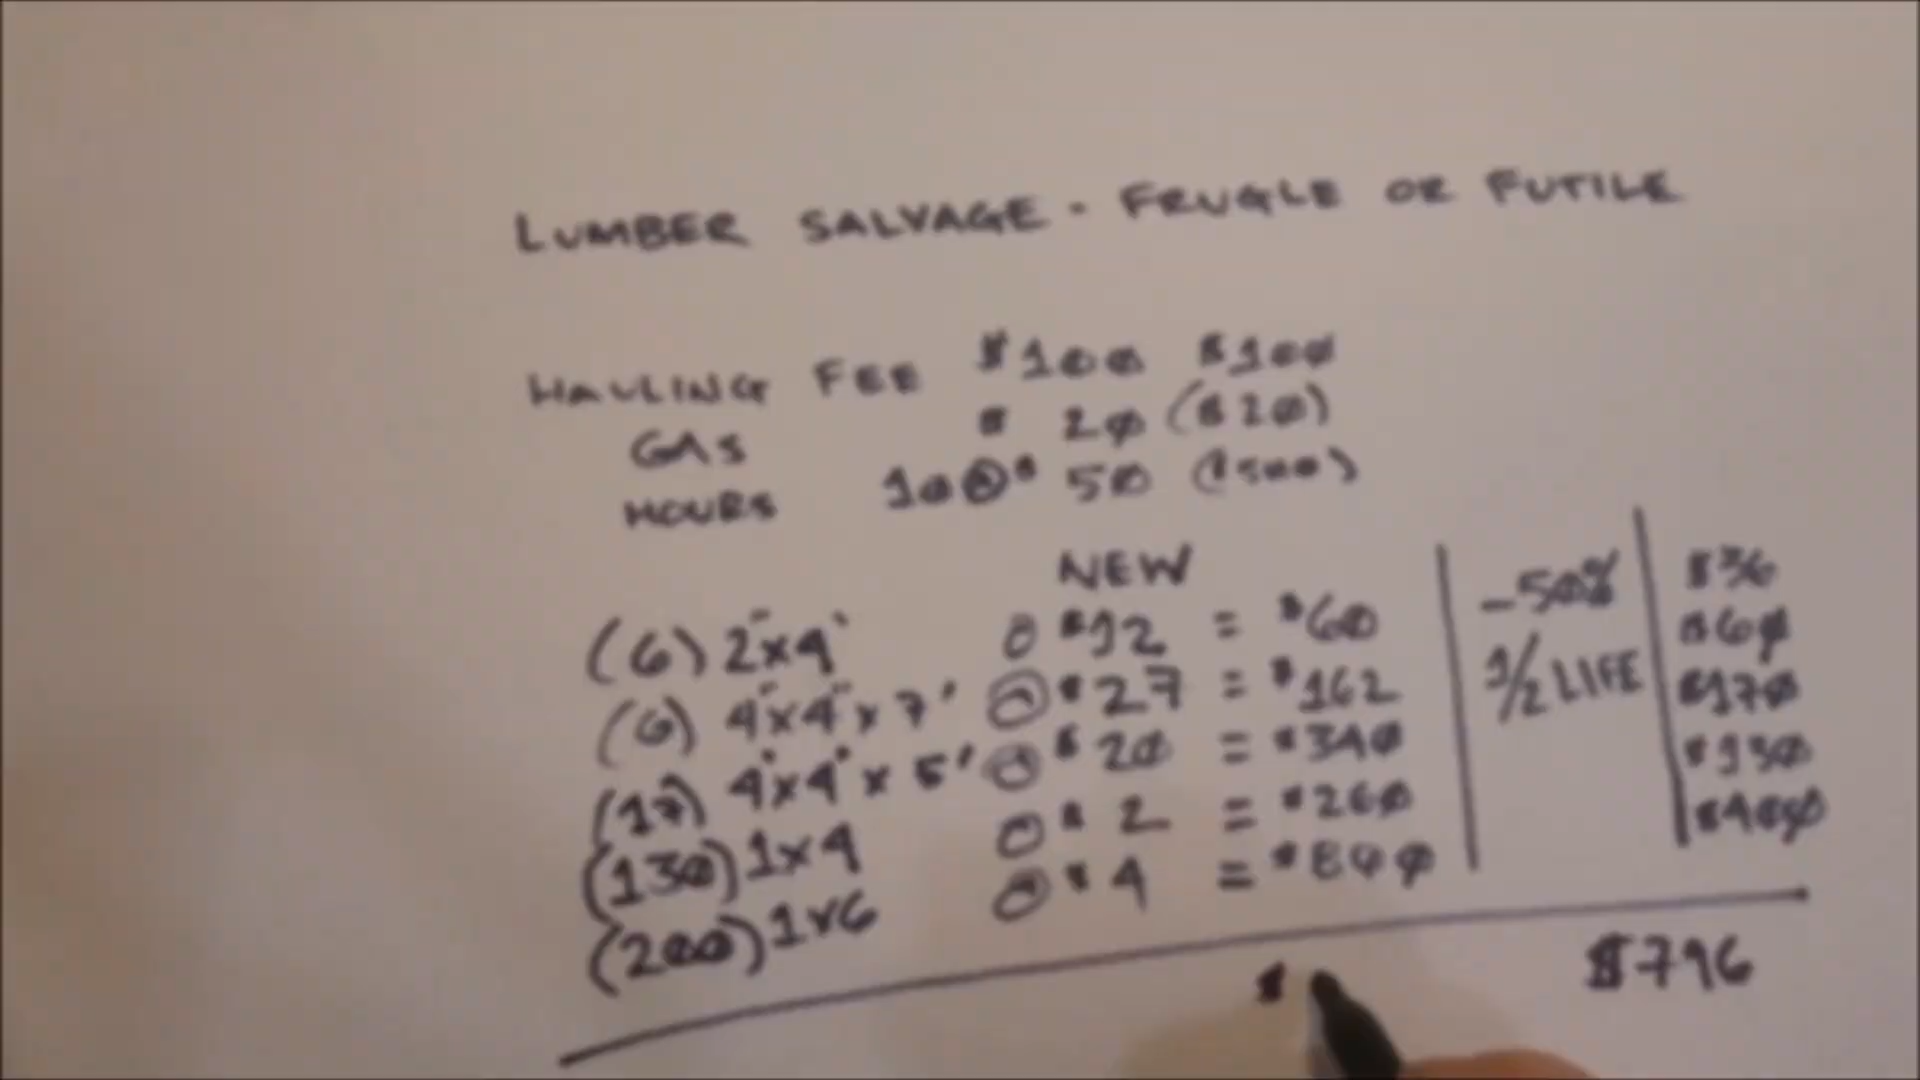 LUMBER SALVAGE - FRUGLE OR FUTILE
HAULING FEE $100 $100
GAS $ 20 ($20)
HOURS 10@$ 50 ($500)
NEW
(6) 2"x4" @ $12 = $60 -50% $36
(6) 4"x4"x7' @ $27 = $162 1/2 LIFE $60
(17) 4"x4"x5' @ $20 = $340 $170
(130) 1x4 @ $2 = $260 $130
(200) 1x6 @ $4 = $840 $400
$ $796